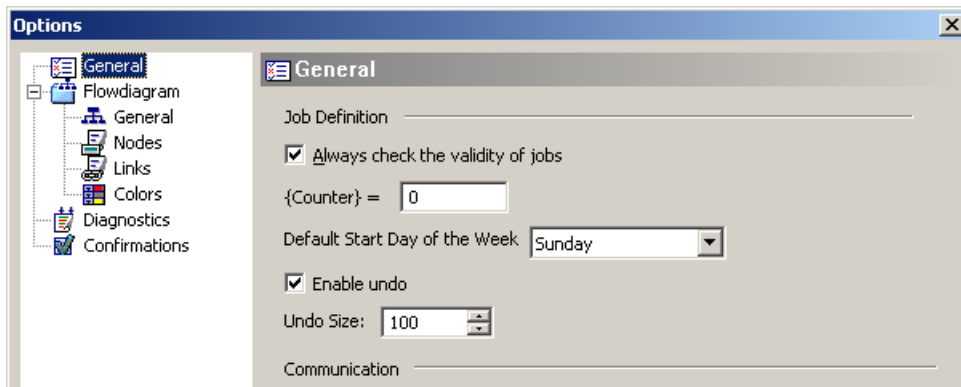 Options
General
Flowdiagram
General
Nodes
Links
Colors
Diagnostics
Confirmations
General
Job Definition
Always check the validity of jobs
{Counter} = 0
Default Start Day of the Week Sunday
Enable undo
Undo Size: 100
Communication